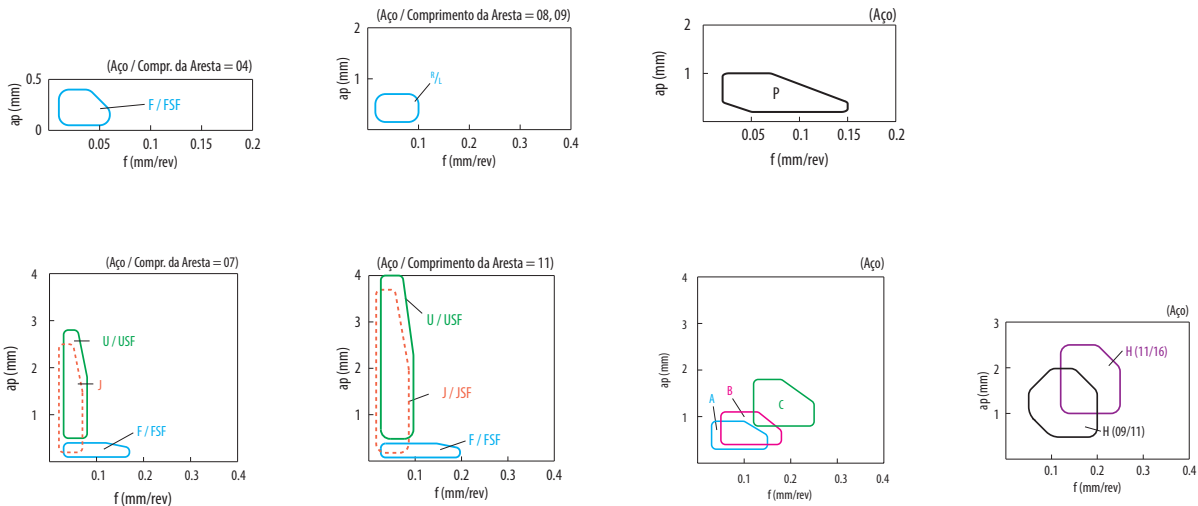 (Aço / Compr. da Aresta = 04)
0.5
0
ap (mm)
F / FSF
0.05
0.1
0.15
0.2
f (mm/rev)
(Aço / Comprimento da Aresta = 08, 09)
2
1
ap (mm)
R/L
0.1
0.2
0.3
0.4
f (mm/rev)
(Aço)
2
1
ap (mm)
P
0.05
0.1
0.15
0.2
f (mm/rev)
(Aço / Compr. da Aresta = 07)
4
3
2
1
ap (mm)
U / USF
J
F / FSF
0.1
0.2
0.3
0.4
f (mm/rev)
(Aço / Comprimento da Aresta = 11)
4
3
2
1
ap (mm)
U / USF
J / JSF
F / FSF
0.1
0.2
0.3
0.4
f (mm/rev)
(Aço)
4
3
2
1
ap (mm)
A
B
C
0.1
0.2
0.3
0.4
f (mm/rev)
(Aço)
3
2
1
ap (mm)
H (11/16)
H (09/11)
0.1
0.2
0.3
0.4
f (mm/rev)